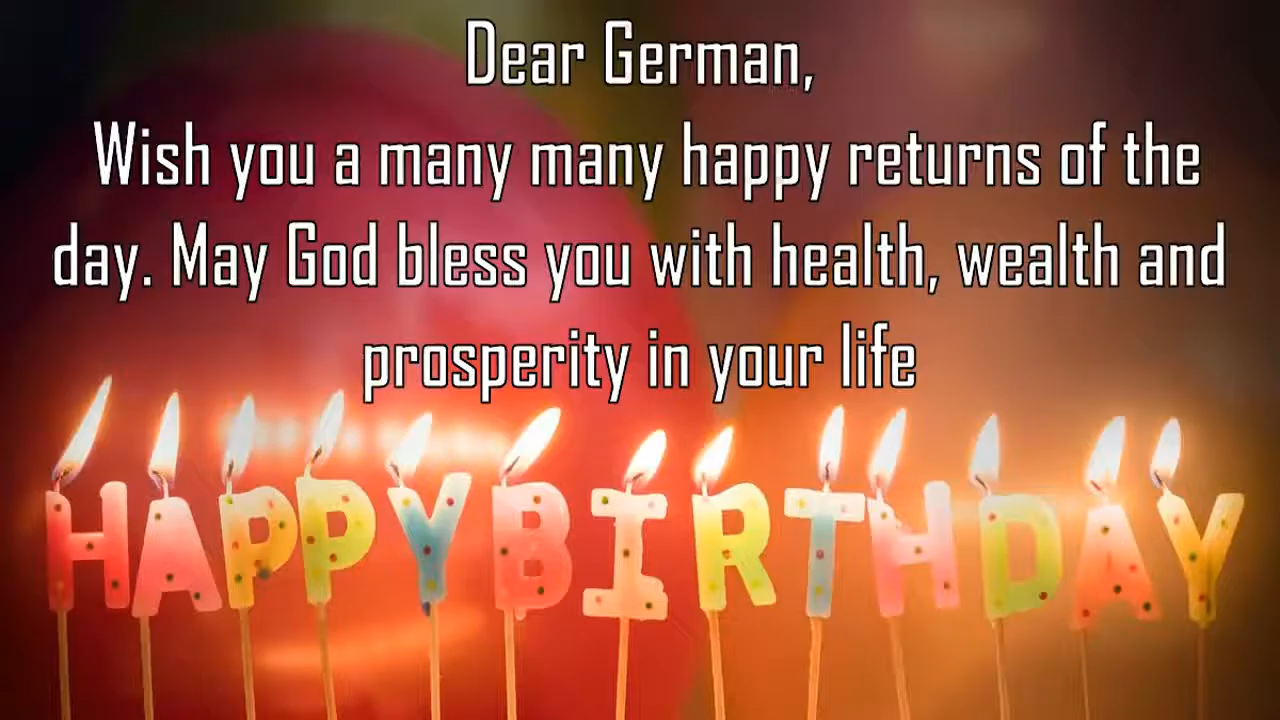 Dear German,
Wish you a many many happy returns of the
day. May God bless you with health, wealth and
prosperity in your life
HAPPY BIRTHDAY